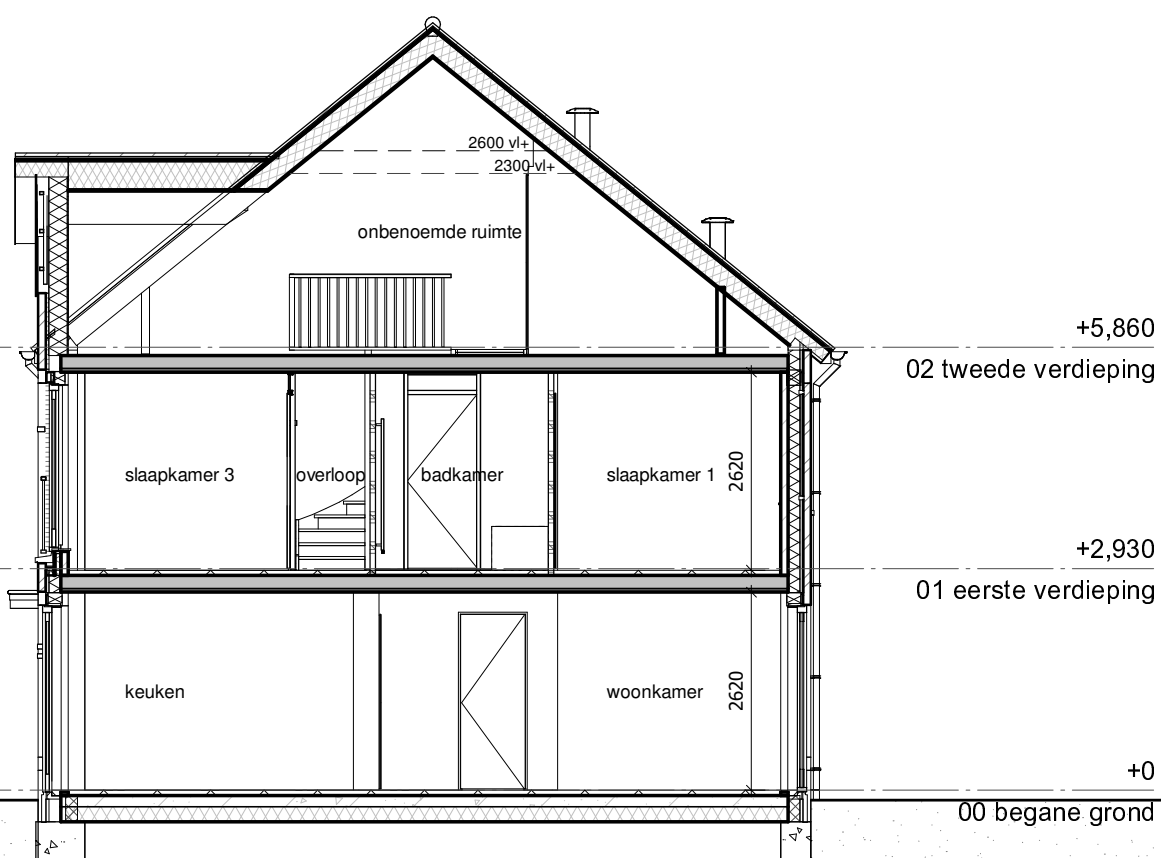 2600 vl+
2300 vl+
onbenoemde ruimte
+5,860
02 tweede verdieping
slaapkamer 3
overloop
badkamer
slaapkamer 1
2620
+2,930
01 eerste verdieping
keuken
woonkamer
2620
+0
00 begane grond